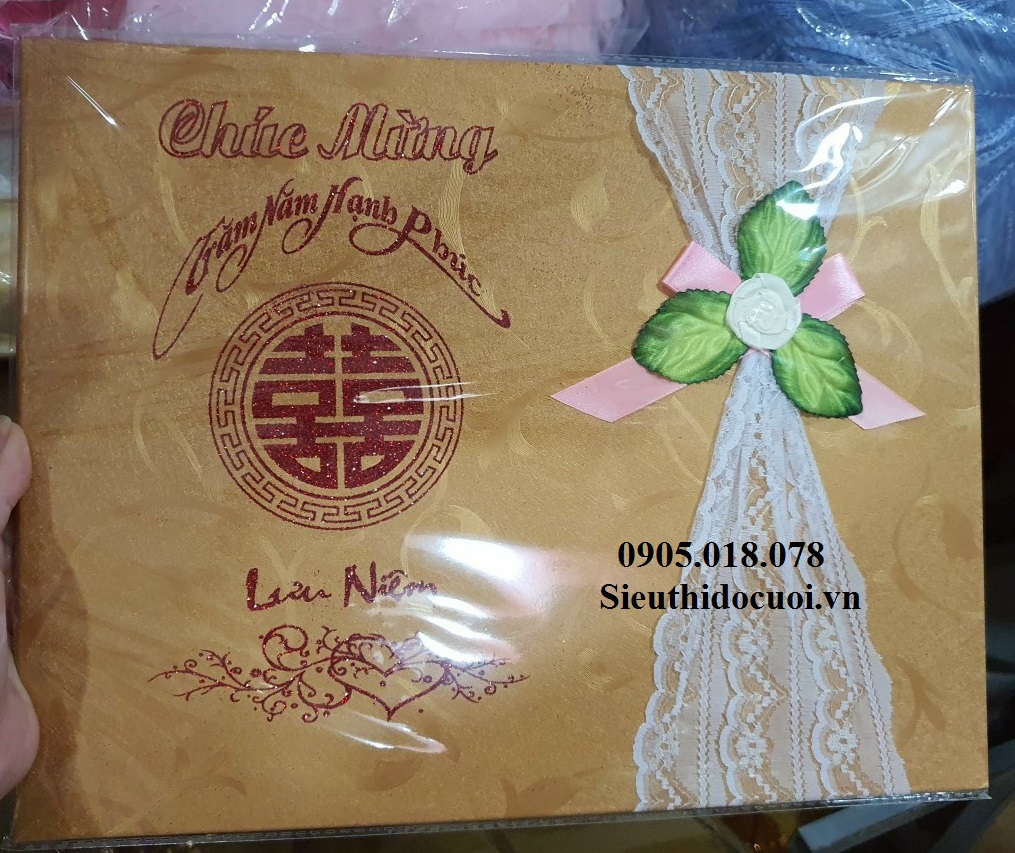 Chúc Mừng
Trăm Năm Hạnh Phúc
囍
Lưu Niệm
0905.018.078
Sieuthidocuoi.vn